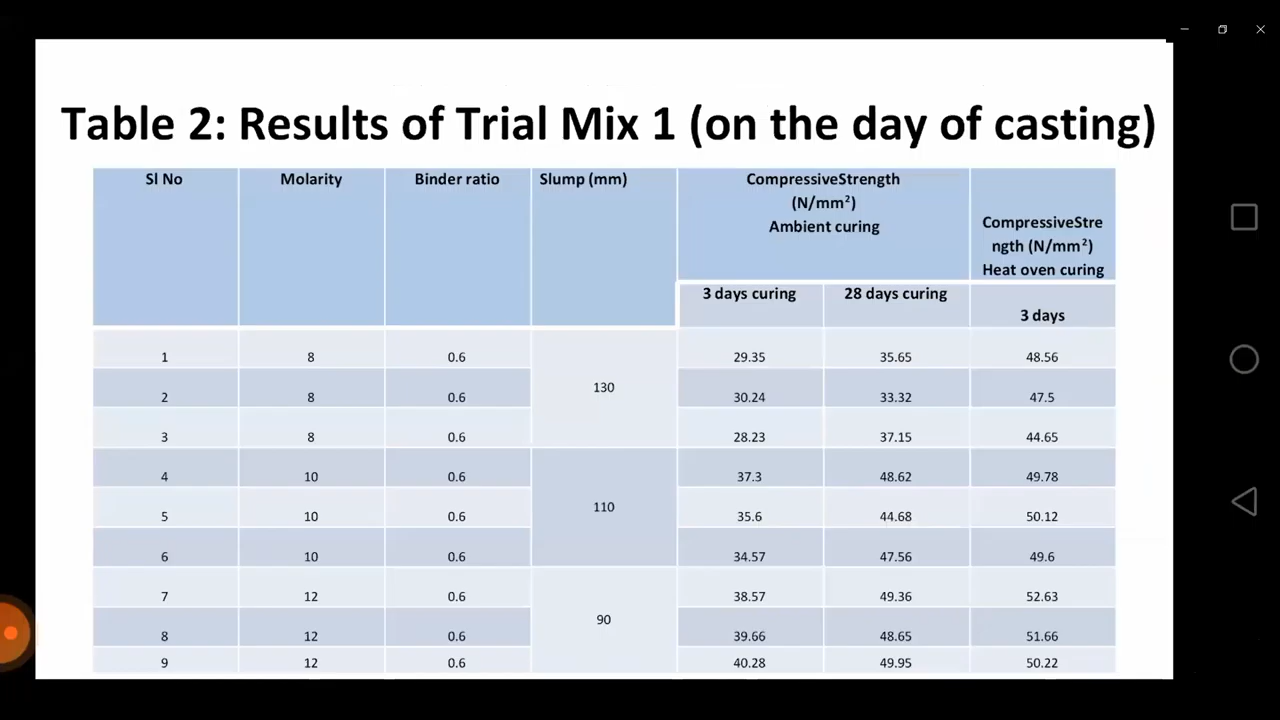 Table 2: Results of Trial Mix 1 (on the day of casting)
Sl No Molarity Binder ratio Slump (mm) CompressiveStrength
(N/mm²)
Ambient curing
CompressiveStre
ngth (N/mm²)
Heat oven curing
3 days curing 28 days curing 3 days
1 8 0.6 130 29.35 35.65 48.56
2 8 0.6 30.24 33.32 47.5
3 8 0.6 28.23 37.15 44.65
4 10 0.6 110 37.3 48.62 49.78
5 10 0.6 35.6 44.68 50.12
6 10 0.6 34.57 47.56 49.6
7 12 0.6 90 38.57 49.36 52.63
8 12 0.6 39.66 48.65 51.66
9 12 0.6 40.28 49.95 50.22